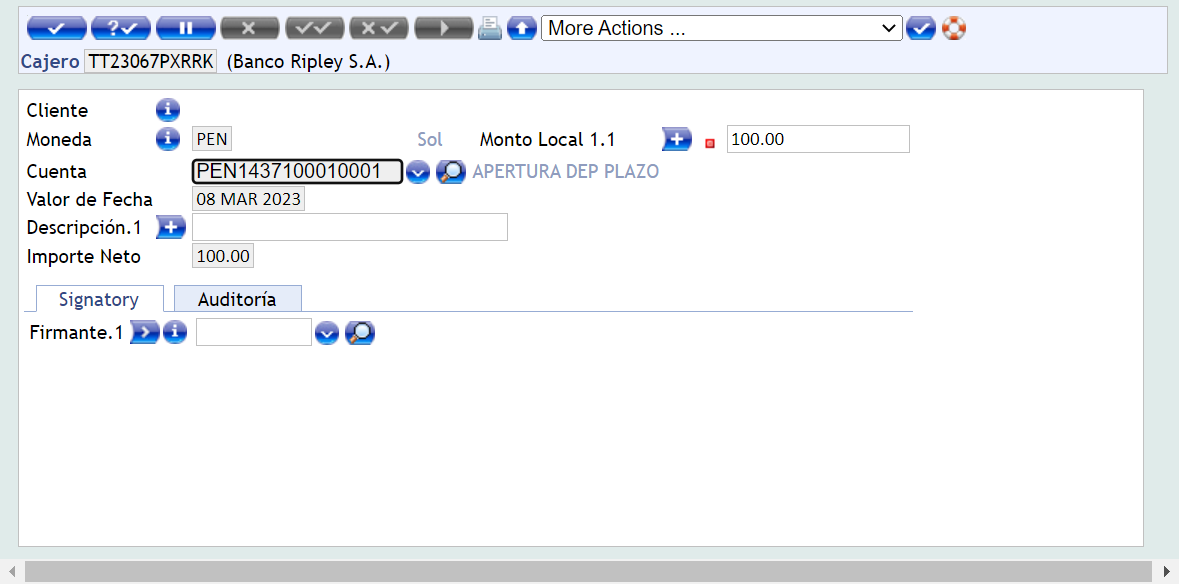 More Actions ...
Cajero TT23067PXRRK (Banco Ripley S.A.)
Cliente
Moneda PEN Sol Monto Local 1.1 100.00
Cuenta PEN1437100010001 APERTURA DEP PLAZO
Valor de Fecha 08 MAR 2023
Descripción.1
Importe Neto 100.00
Signatory Auditoría
Firmante.1